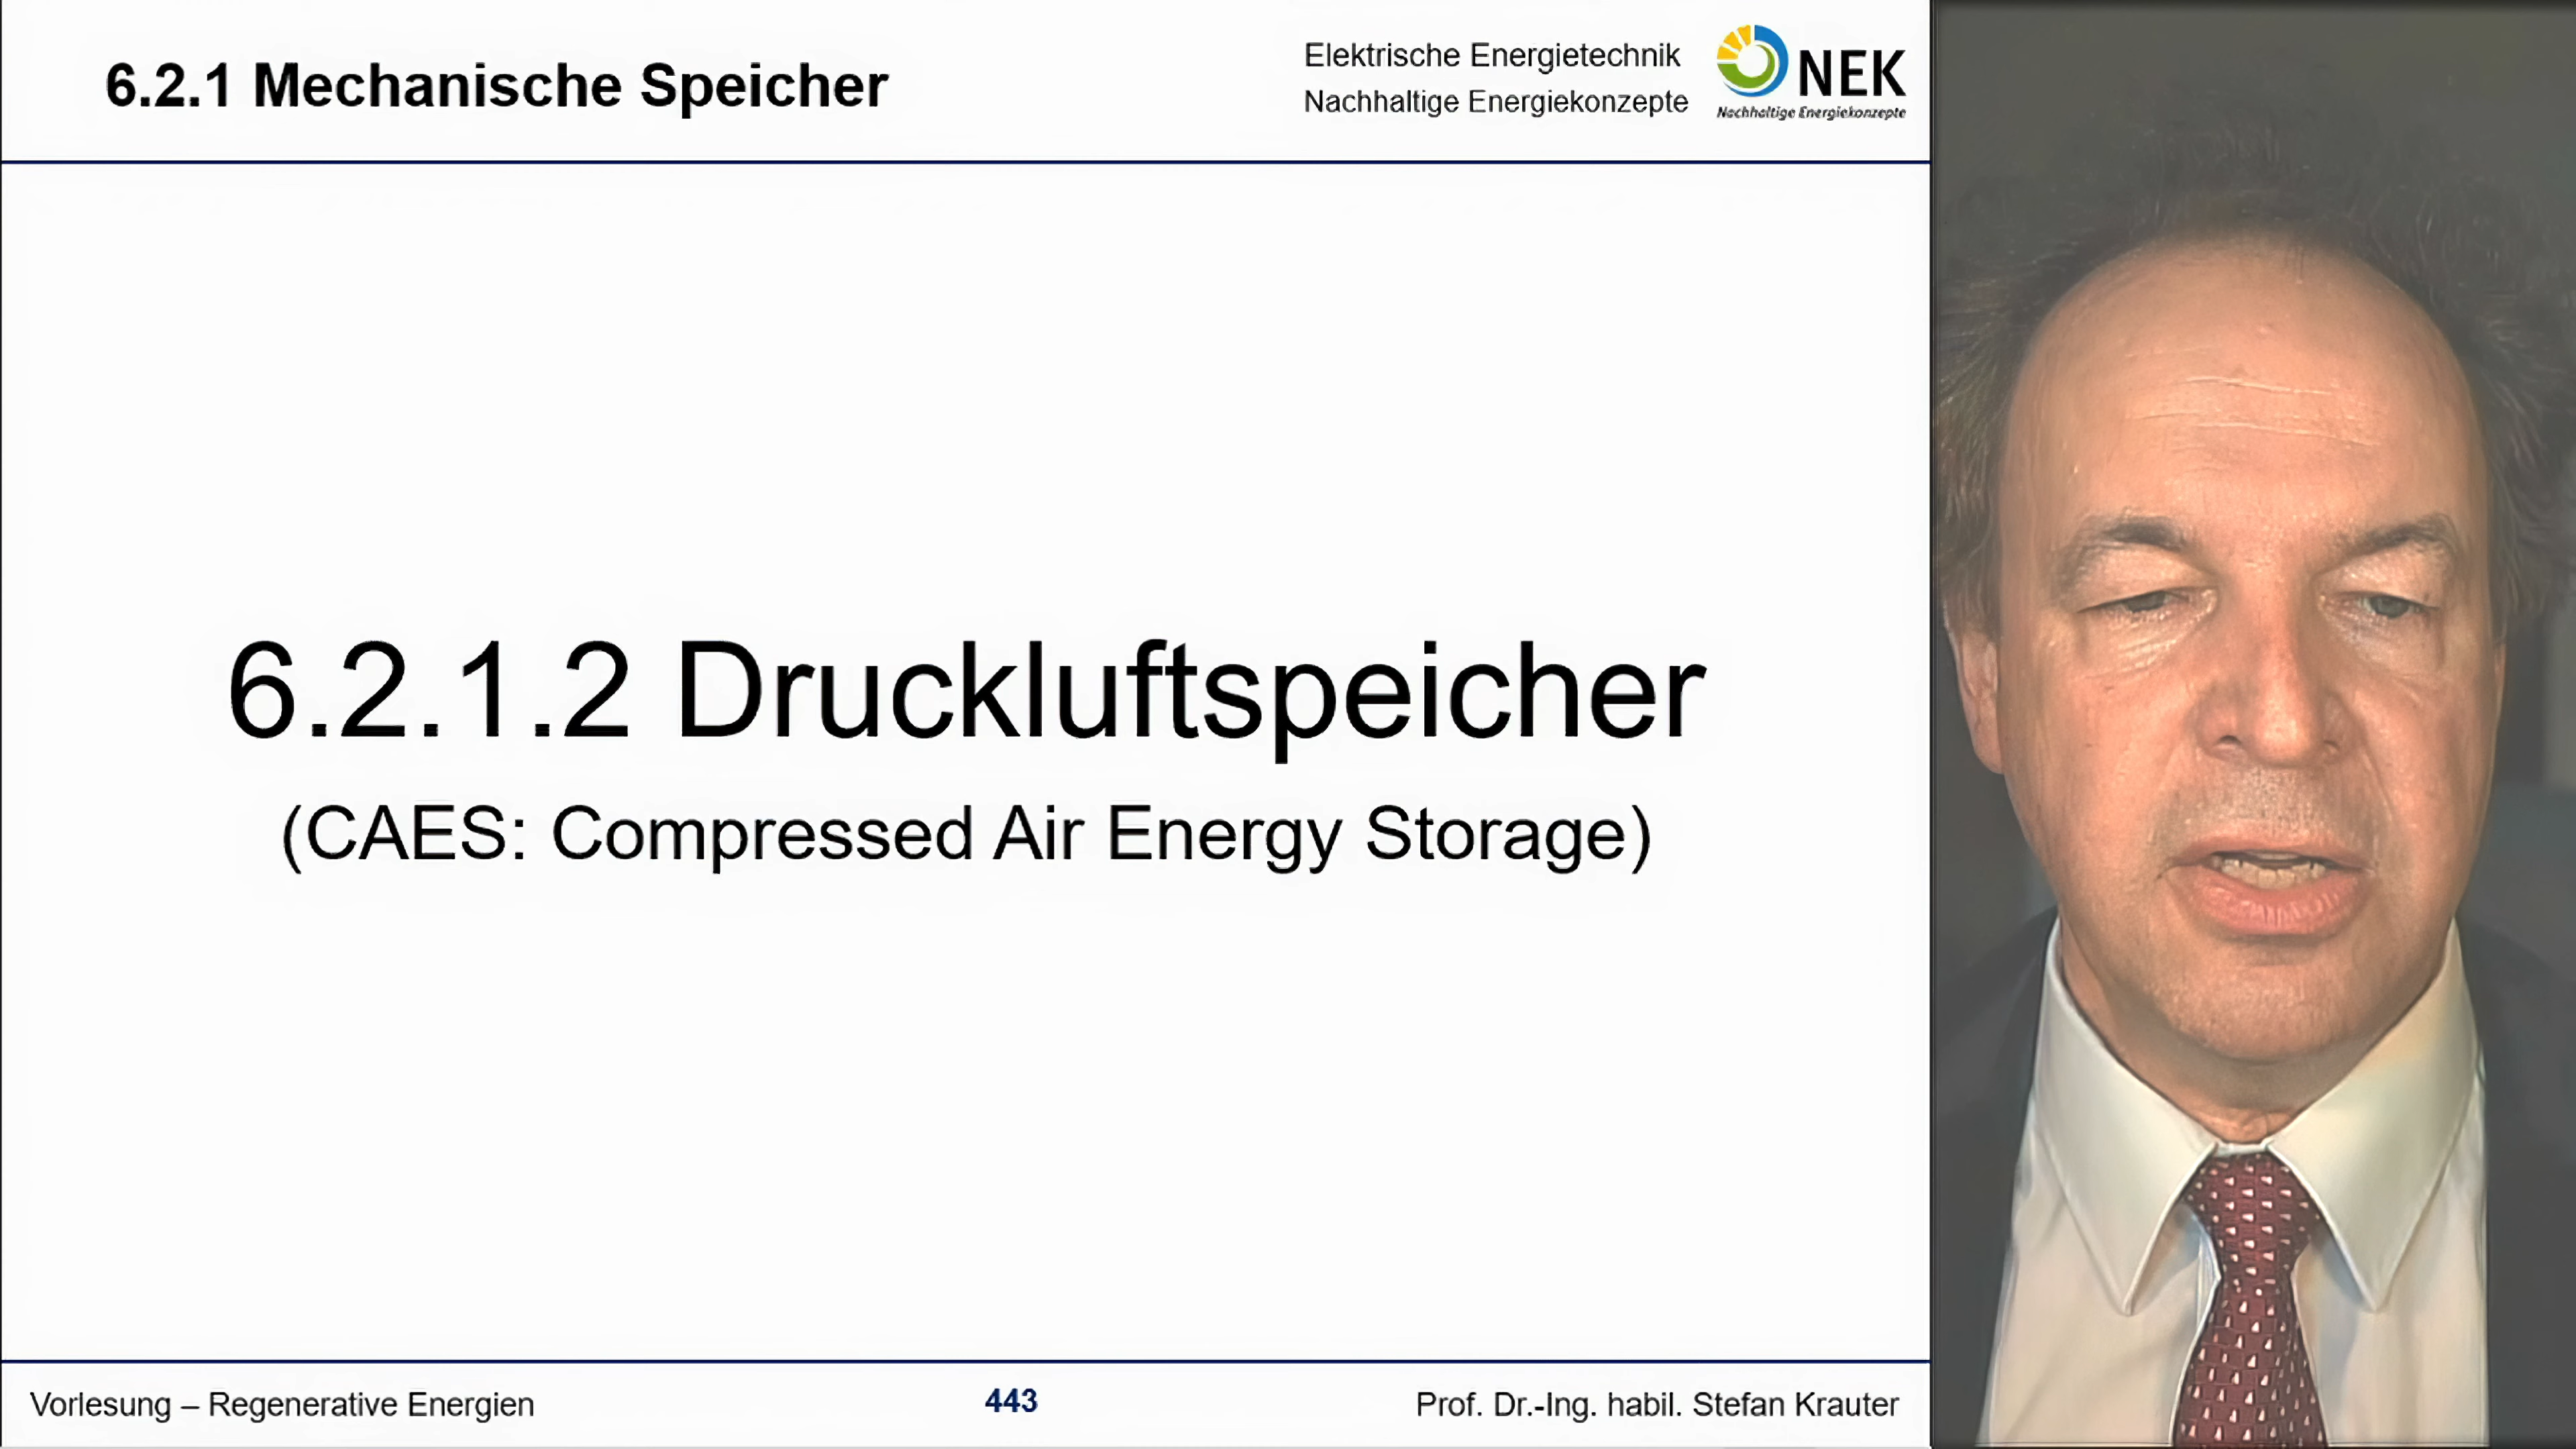 6.2.1 Mechanische Speicher
Elektrische Energietechnik
Nachhaltige Energiekonzepte
NEK
Nachhaltige Energiekonzepte
6.2.1.2 Druckluftspeicher
(CAES: Compressed Air Energy Storage)
Vorlesung – Regenerative Energien
443
Prof. Dr.-Ing. habil. Stefan Krauter